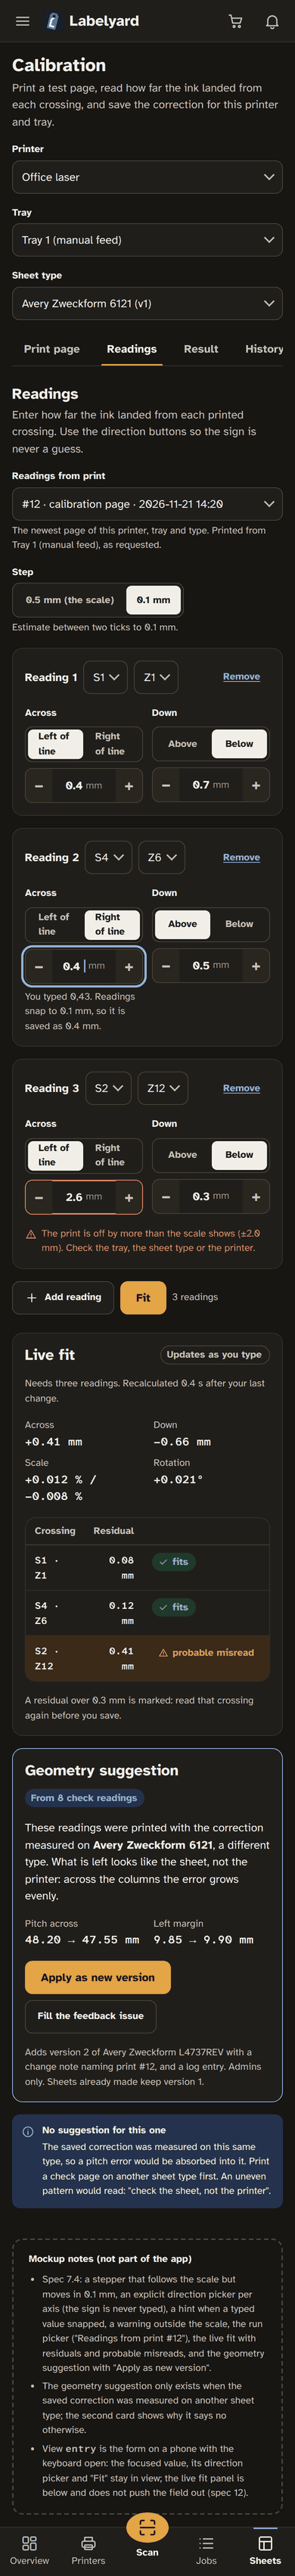 Labelyard
Calibration
Print a test page, read how far the ink landed from
each crossing, and save the correction for this printer
and tray.
Printer
Office laser
Tray
Tray 1 (manual feed)
Sheet type
Avery Zweckform 6121 (v1)
Print page Readings Result History
Readings
Enter how far the ink landed from each printed
crossing. Use the direction buttons so the sign is
never a guess.
Readings from print
#12 · calibration page · 2026-11-21 14:20
The newest page of this printer, tray and type. Printed from
Tray 1 (manual feed), as requested.
Step
0.5 mm (the scale) 0.1 mm
Estimate between two ticks to 0.1 mm.
Reading 1 S1 Z1 Remove
Across Down
Left of line Right of line Above Below
− 0.4 mm + − 0.7 mm +
Reading 2 S4 Z6 Remove
Across Down
Left of line Right of line Above Below
− 0.4 mm + − 0.5 mm +
You typed 0,43. Readings
snap to 0.1 mm, so it is
saved as 0.4 mm.
Reading 3 S2 Z12 Remove
Across Down
Left of line Right of line Above Below
− 2.6 mm + − 0.3 mm +
The print is off by more than the scale shows (±2.0
mm). Check the tray, the sheet type or the printer.
+ Add reading Fit 3 readings
Live fit Updates as you type
Needs three readings. Recalculated 0.4 s after your last
change.
Across Down
+0.41 mm −0.66 mm
Scale Rotation
+0.012 % / +0.021°
−0.008 %
Crossing Residual
S1 · 0.08 fits
Z1 mm
S4 · 0.12 fits
Z6 mm
S2 · 0.41 probable misread
Z12 mm
A residual over 0.3 mm is marked: read that crossing
again before you save.
Geometry suggestion
From 8 check readings
These readings were printed with the correction
measured on Avery Zweckform 6121, a different
type. What is left looks like the sheet, not the
printer: across the columns the error grows
evenly.
Pitch across Left margin
48.20 → 47.55 mm 9.85 → 9.90 mm
Apply as new version
Fill the feedback issue
Adds version 2 of Avery Zweckform L4737REV with a
change note naming print #12, and a log entry. Admins
only. Sheets already made keep version 1.
No suggestion for this one
The saved correction was measured on this same
type, so a pitch error would be absorbed into it. Print
a check page on another sheet type first. An uneven
pattern would read: "check the sheet, not the printer".
Mockup notes (not part of the app)
• Spec 7.4: a stepper that follows the scale but
moves in 0.1 mm, an explicit direction picker per
axis (the sign is never typed), a hint when a typed
value snapped, a warning outside the scale, the run
picker ("Readings from print #12"), the live fit with
residuals and probable misreads, and the geometry
suggestion with "Apply as new version".
• The geometry suggestion only exists when the
saved correction was measured on another sheet
type; the second card shows why it says no
otherwise.
• View entry is the form on a phone with the
keyboard open: the focused value, its direction
picker and "Fit" stay in view; the live fit panel is
below and does not push the field out (spec 12).
Overview Printers Scan Jobs Sheets